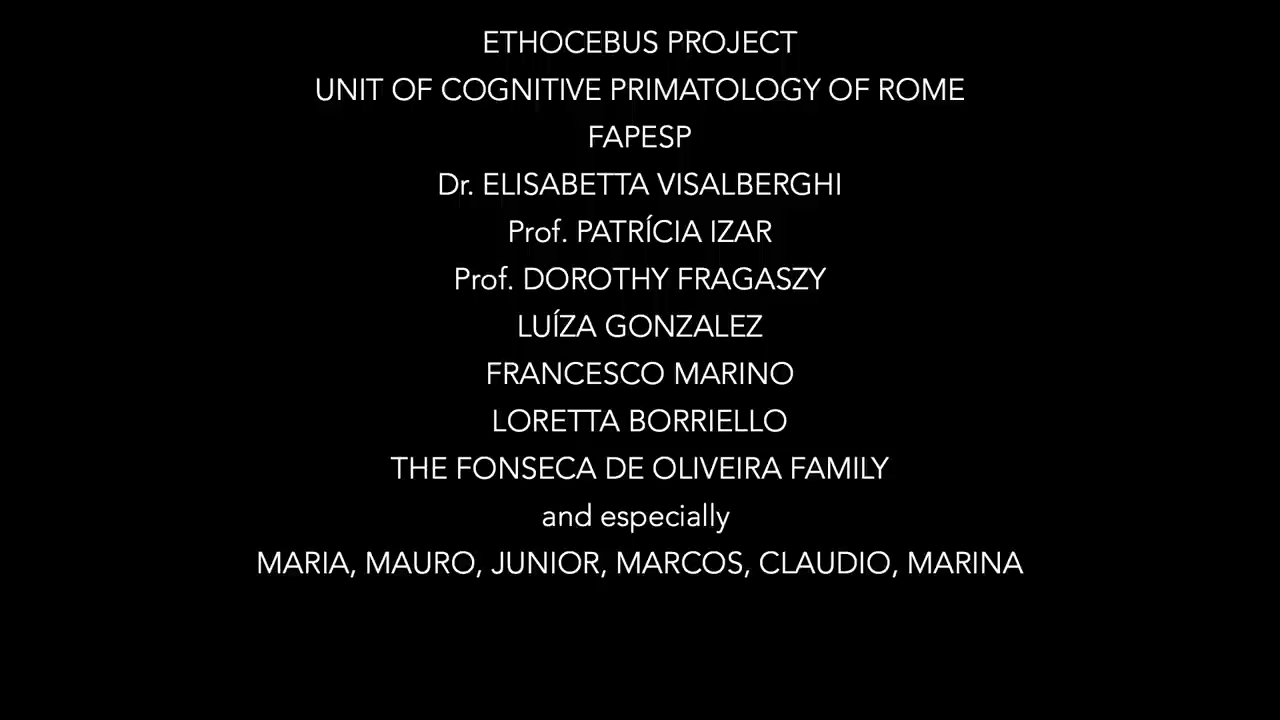 ETHOCEBUS PROJECT
UNIT OF COGNITIVE PRIMATOLOGY OF ROME
FAPESP
Dr. ELISABETTA VISALBERGHI
Prof. PATRÍCIA IZAR
Prof. DOROTHY FRAGASZY
LUÍZA GONZALEZ
FRANCESCO MARINO
LORETTA BORRIELLO
THE FONSECA DE OLIVEIRA FAMILY
and especially
MARIA, MAURO, JUNIOR, MARCOS, CLAUDIO, MARINA